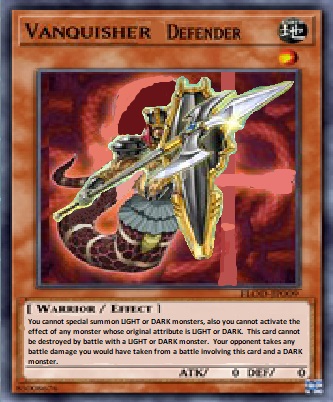 VANQUISHER DEFENDER
FLOD-JP009
[ WARRIOR / EFFECT ]
You cannot special summon LIGHT or DARK monsters, also you cannot activate the
effect of any monster whose original attribute is LIGHT or DARK. This card cannot
be destroyed by battle with a LIGHT or DARK monster. Your opponent takes any
battle damage you would have taken from a battle involving this card and a DARK
monster.
ATK/ 0 DEF/ 0